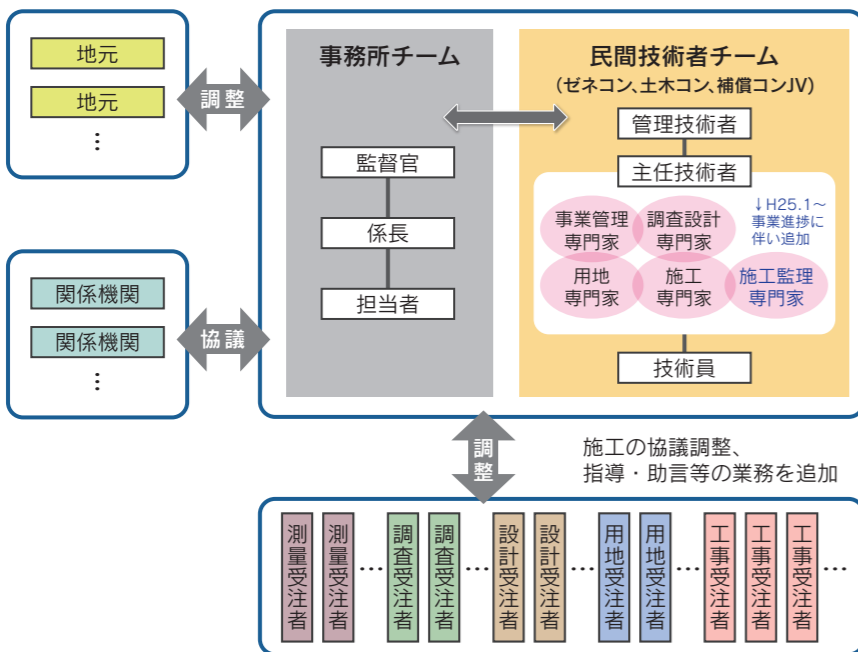 地元
地元
⋮
調整
関係機関
関係機関
⋮
協議
事務所チーム
監督官
係長
担当者
民間技術者チーム
（ゼネコン、土木コン、補償コンJV）
管理技術者
主任技術者
事業管理
専門家
調査設計
専門家
↓H25.1～
事業進捗に
伴い追加
用地
専門家
施工
専門家
施工監理
専門家
技術員
調整
施工の協議調整、
指導・助言等の業務を追加
測量受注者
測量受注者
…
調査受注者
調査受注者
…
設計受注者
設計受注者
…
用地受注者
用地受注者
…
工事受注者
工事受注者
工事受注者
…